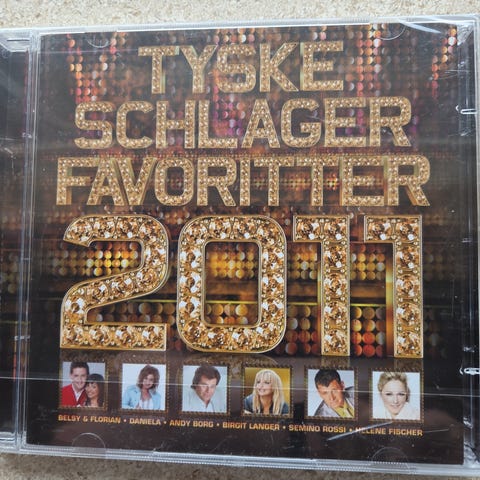 TYSKE
SCHLAGER
FAVORITTER
2011
BELSY & FLORIAN • DANIELA • ANDY BORG • BIRGIT LANGER • SEMINO ROSSI • HELENE FISCHER